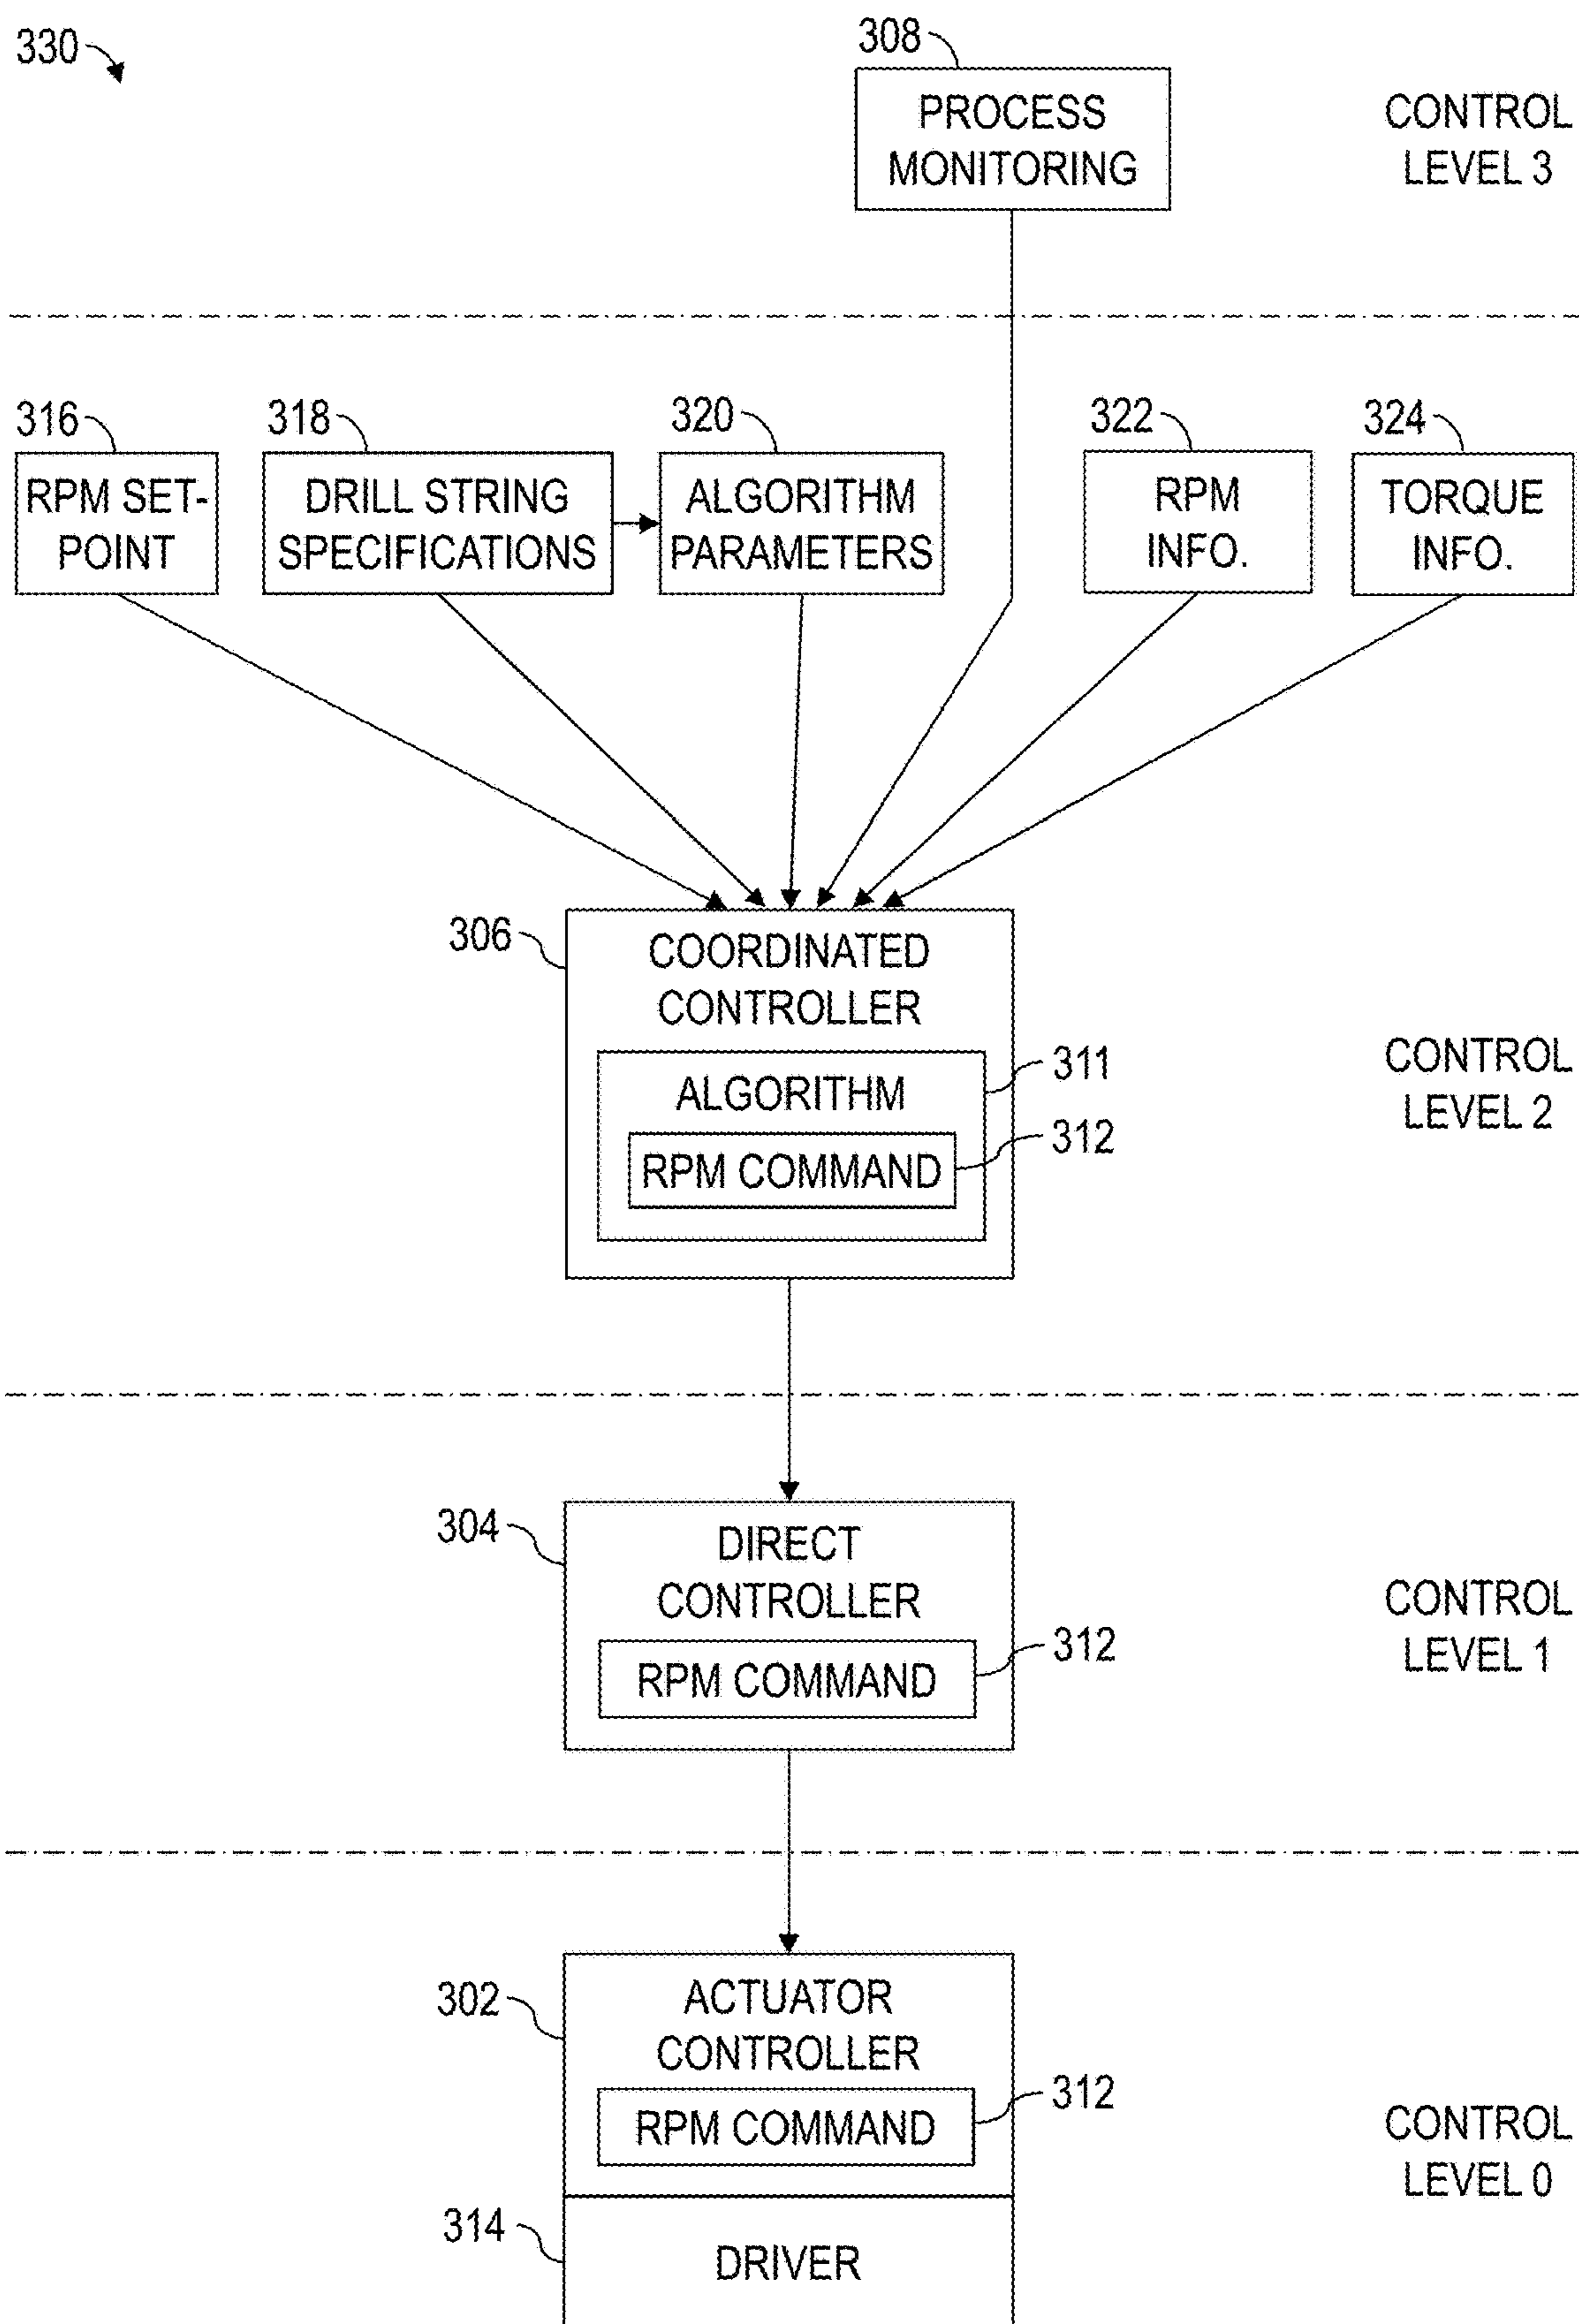 330
308
PROCESS
MONITORING
CONTROL
LEVEL 3
316
318
320
322
324
RPM SET-
POINT
DRILL STRING
SPECIFICATIONS
ALGORITHM
PARAMETERS
RPM
INFO.
TORQUE
INFO.
306
COORDINATED
CONTROLLER
311
ALGORITHM
312
RPM COMMAND
CONTROL
LEVEL 2
304
DIRECT
CONTROLLER
312
RPM COMMAND
CONTROL
LEVEL 1
302
ACTUATOR
CONTROLLER
312
RPM COMMAND
CONTROL
LEVEL 0
314
DRIVER